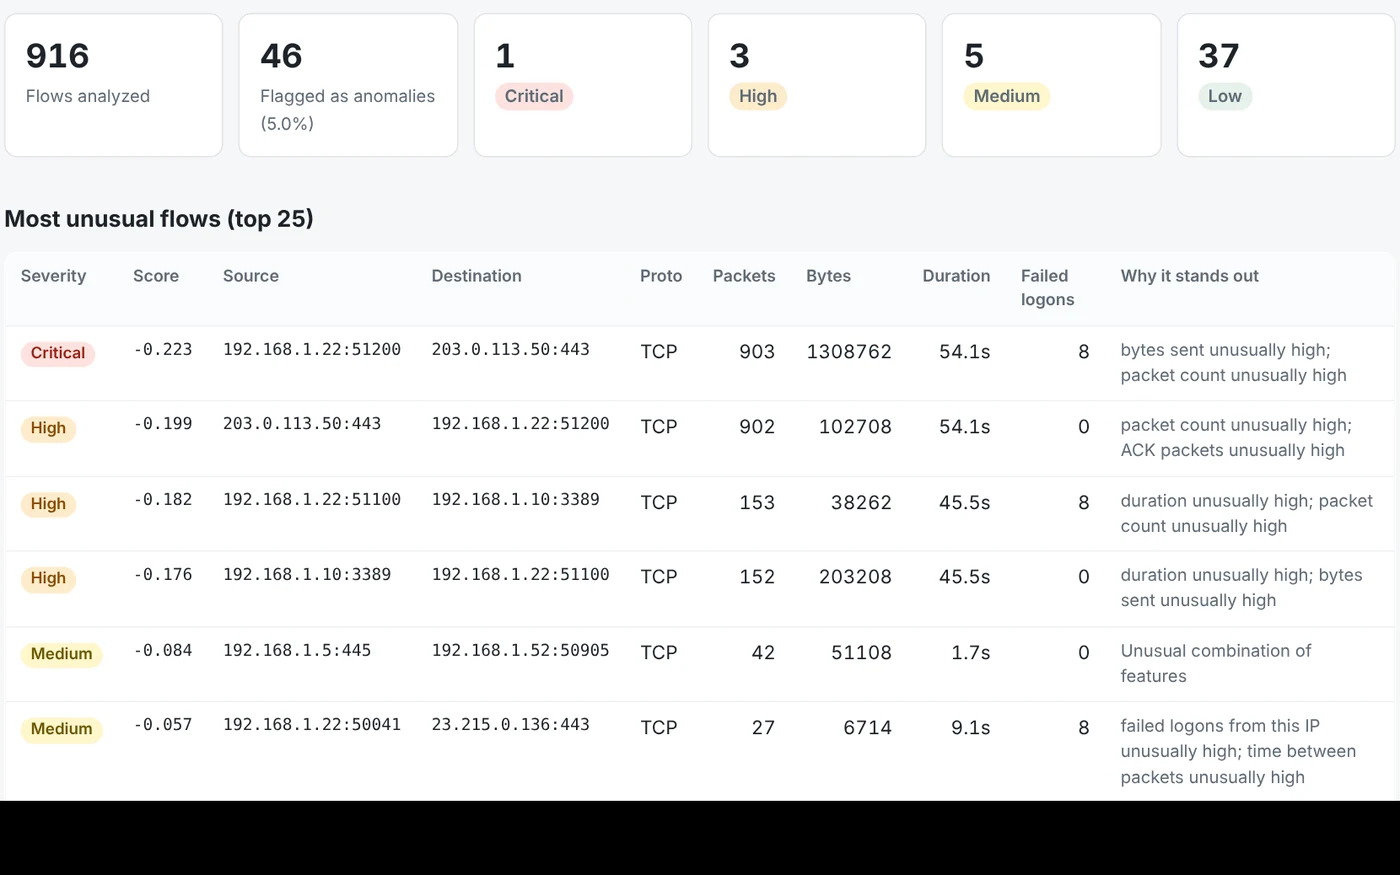 916
Flows analyzed
46
Flagged as anomalies
(5.0%)
1
Critical
3
High
5
Medium
37
Low
Most unusual flows (top 25)
Severity Score Source Destination Proto Packets Bytes Duration Failed logons Why it stands out
Critical -0.223 192.168.1.22:51200 203.0.113.50:443 TCP 903 1308762 54.1s 8 bytes sent unusually high;
packet count unusually high
High -0.199 203.0.113.50:443 192.168.1.22:51200 TCP 902 102708 54.1s 0 packet count unusually high;
ACK packets unusually high
High -0.182 192.168.1.22:51100 192.168.1.10:3389 TCP 153 38262 45.5s 8 duration unusually high; packet
count unusually high
High -0.176 192.168.1.10:3389 192.168.1.22:51100 TCP 152 203208 45.5s 0 duration unusually high; bytes
sent unusually high
Medium -0.084 192.168.1.5:445 192.168.1.52:50905 TCP 42 51108 1.7s 0 Unusual combination of
features
Medium -0.057 192.168.1.22:50041 23.215.0.136:443 TCP 27 6714 9.1s 8 failed logons from this IP
unusually high; time between
packets unusually high